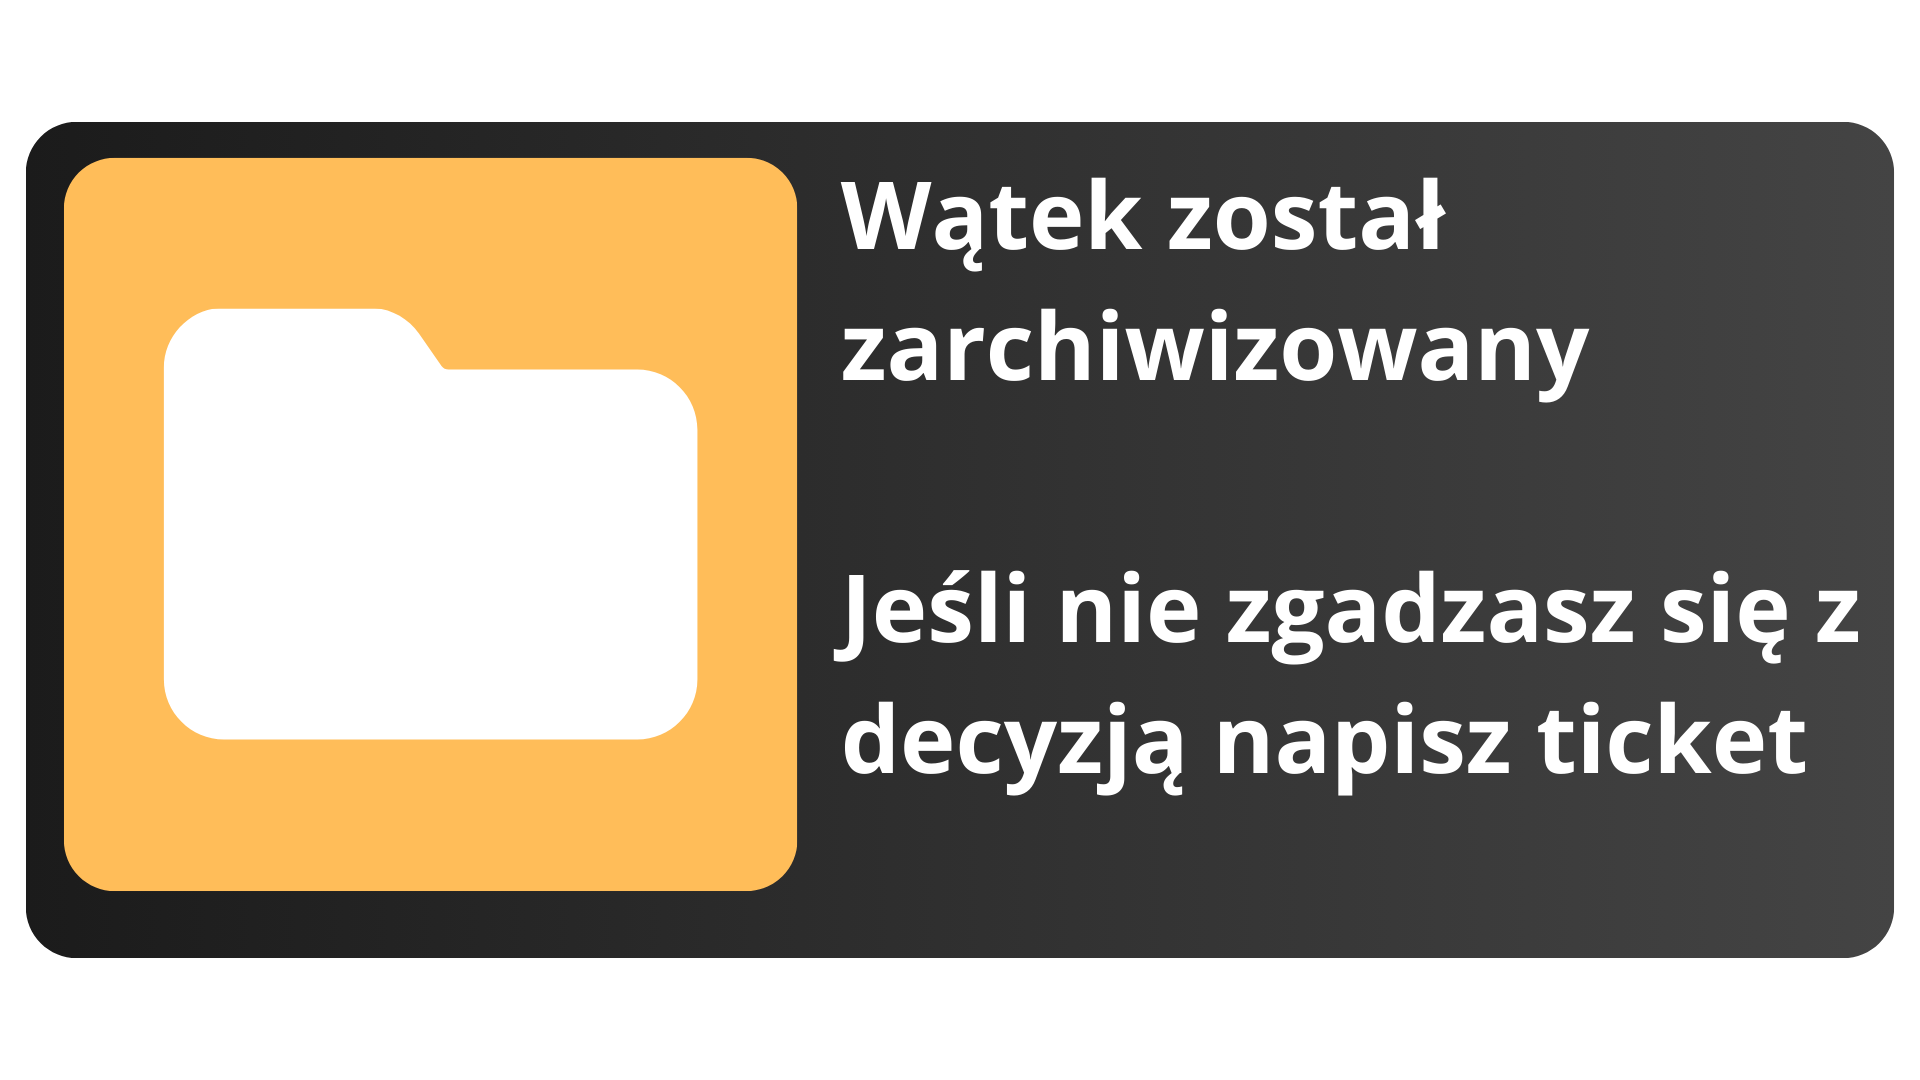 Wątek został
zarchiwizowany
Jeśli nie zgadzasz się z
decyzją napisz ticket